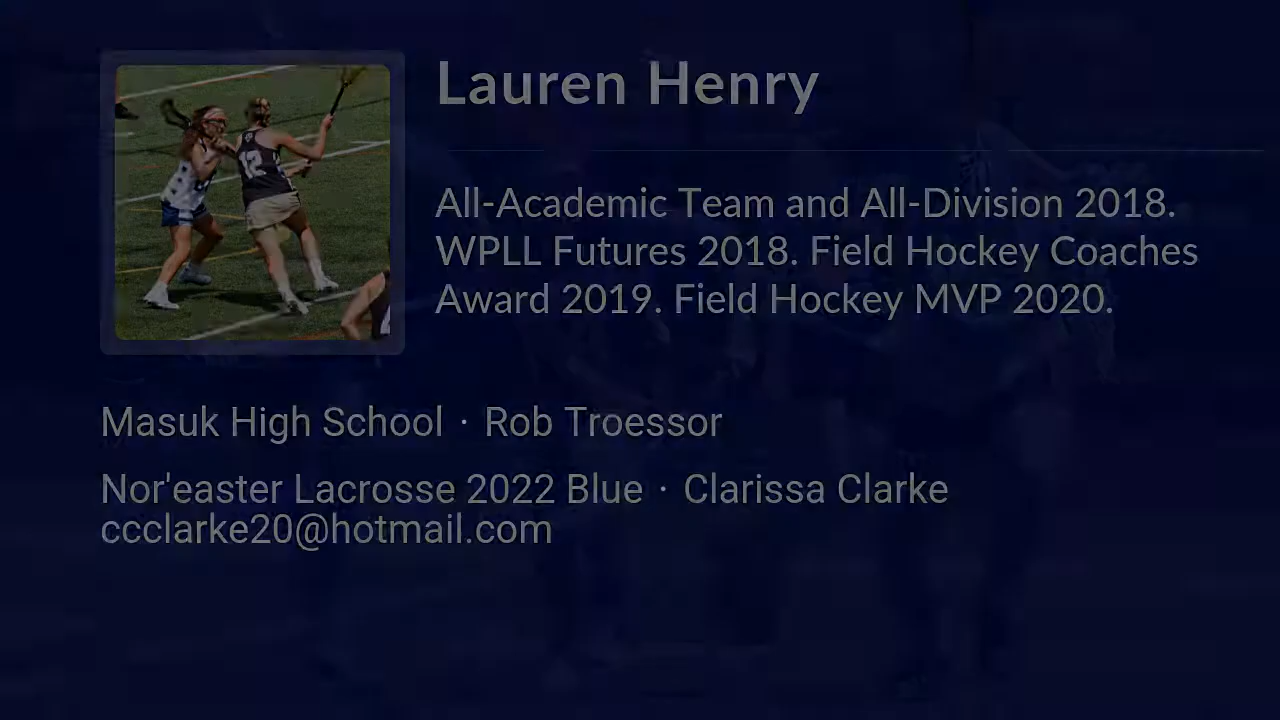 Lauren Henry
All-Academic Team and All-Division 2018.
WPLL Futures 2018. Field Hockey Coaches
Award 2019. Field Hockey MVP 2020.
12
Masuk High School · Rob Troessor
Nor'easter Lacrosse 2022 Blue · Clarissa Clarke
ccclarke20@hotmail.com